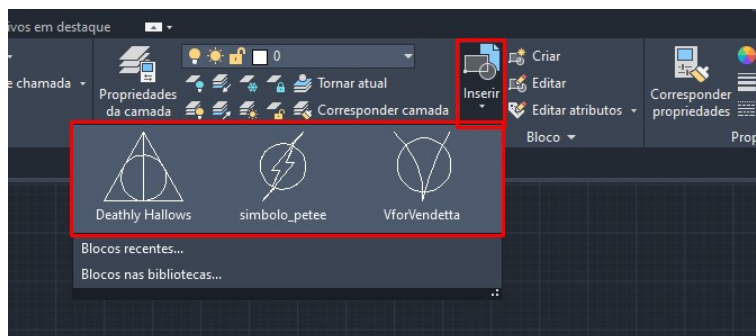 ivos em destaque
0
e chamada
Propriedades
da camada
Tornar atual
Corresponder camada
Inserir
Criar
Editar
Editar atributos
Bloco
Corresponder
propriedades
Prop
Deathly Hallows
simbolo_petee
VforVendetta
Blocos recentes...
Blocos nas bibliotecas...